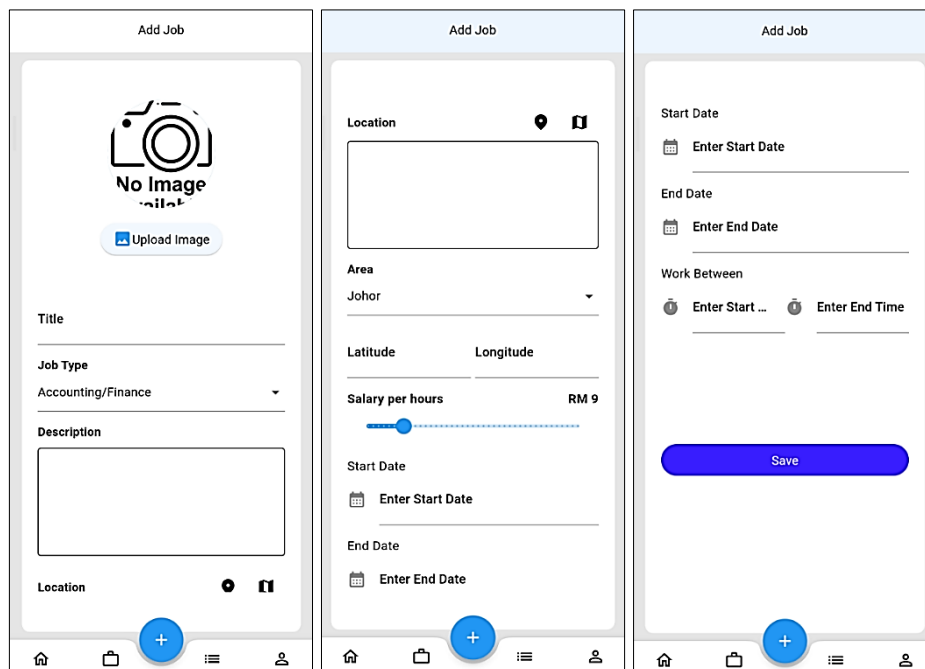 Add Job
No Image
Available
Upload Image
Title
Job Type
Accounting/Finance
Description
Location
Add Job
Location
Area
Johor
Latitude Longitude
Salary per hours RM 9
Start Date
Enter Start Date
End Date
Enter End Date
Add Job
Start Date
Enter Start Date
End Date
Enter End Date
Work Between
Enter Start ... Enter End Time
Save